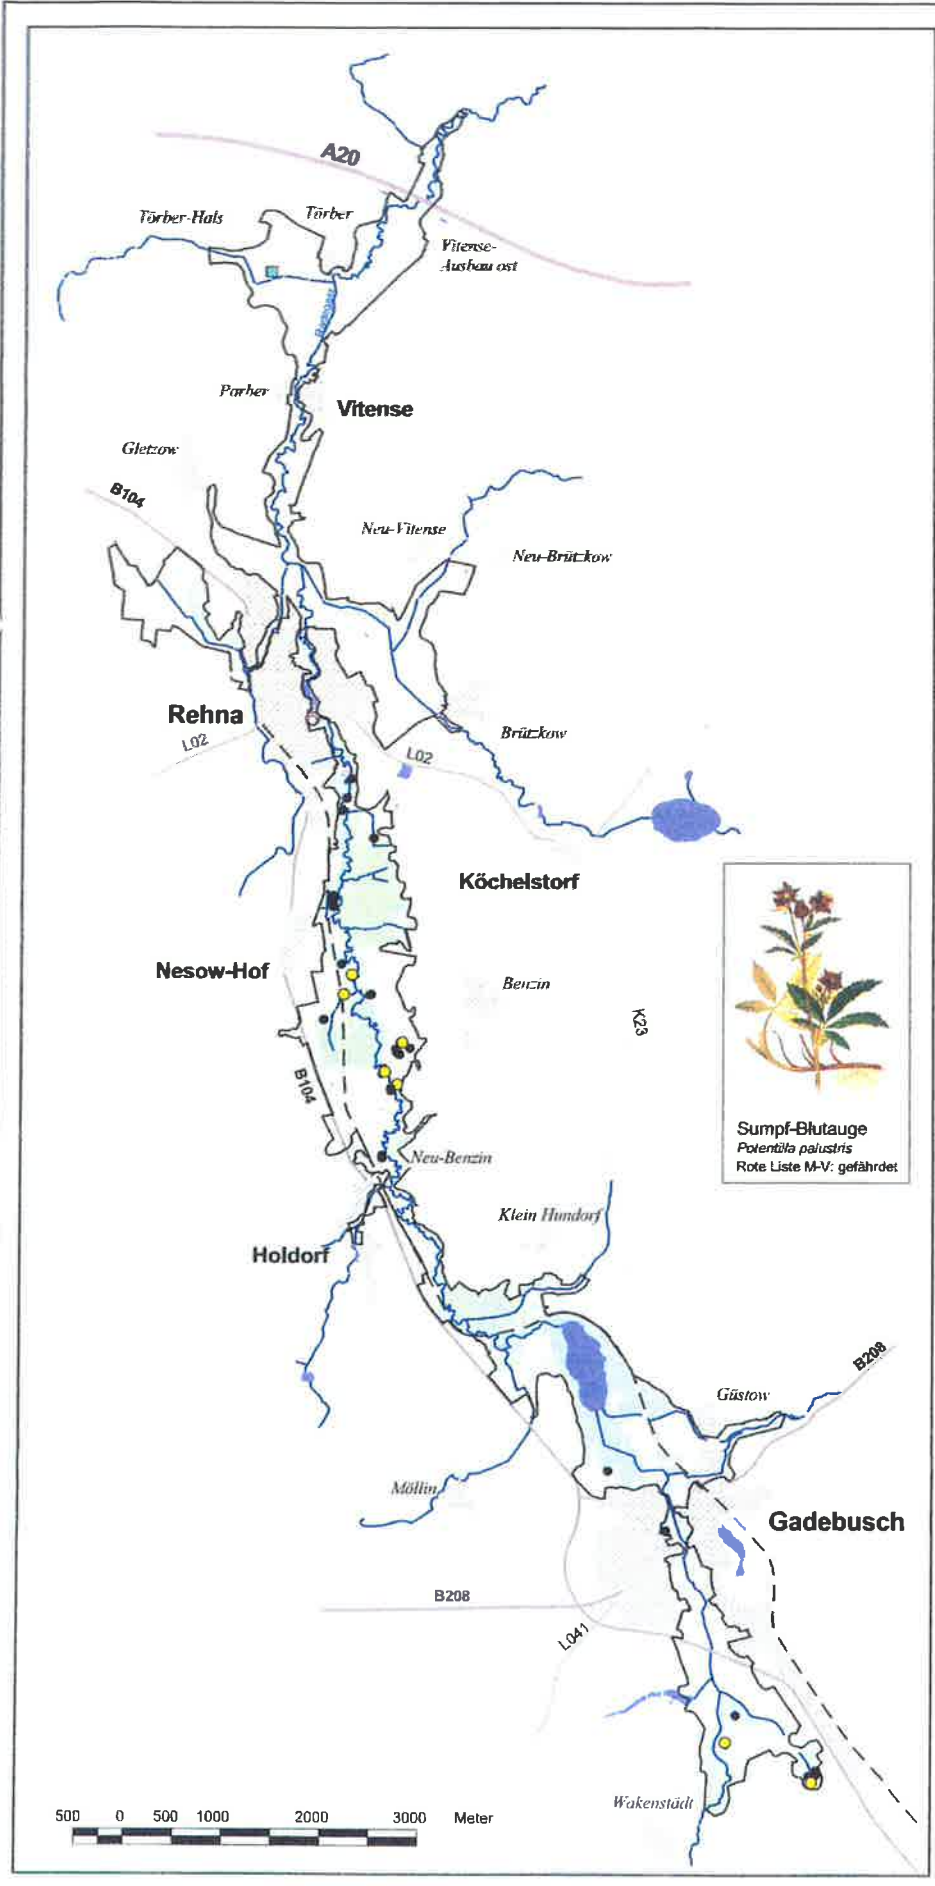 A20
Törber-Hals
Törber
Vitense-
Ausbau ost
Radegast
Parber
Vitense
Gletzow
B104
Neu-Vitense
Neu-Brützkow
Rehna
L02
L02
Brützkow
Köchelstorf
Nesow-Hof
Benzin
K23
B104
Sumpf-Blutauge
Potentilla palustris
Rote Liste M-V: gefährdet
Neu-Benzin
Klein Hundorf
Holdorf
B208
Güstow
Möllin
Gadebusch
B208
L041
Wakenstädt
500 0 500 1000 2000 3000 Meter